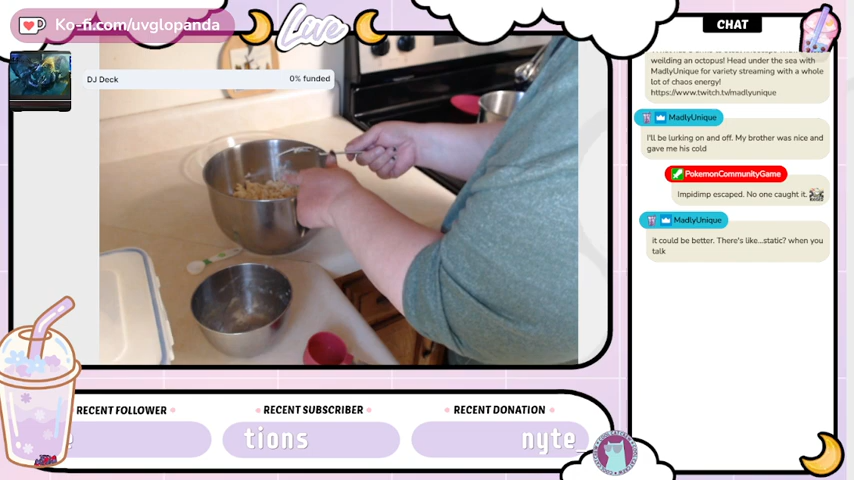 Ko-fi.com/uvglopanda
Live
CHAT
DJ Deck
0% funded
weilding an octopus! Head under the sea with
MadlyUnique for variety streaming with a whole
lot of chaos energy!
https://www.twitch.tv/madlyunique
MadlyUnique
I'll be lurking on and off. My brother was nice and
gave me his cold
PokemonCommunityGame
Impidimp escaped. No one caught it.
MadlyUnique
it could be better. There's like...static? when you
talk
RECENT FOLLOWER
RECENT SUBSCRIBER
RECENT DONATION
e
tions
nyte_